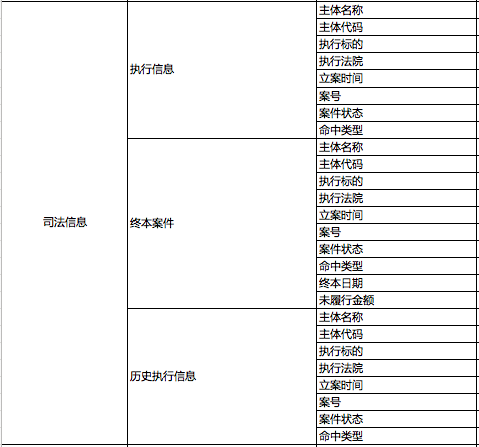 司法信息
执行信息
主体名称
主体代码
执行标的
执行法院
立案时间
案号
案件状态
命中类型
终本案件
主体名称
主体代码
执行标的
执行法院
立案时间
案号
案件状态
命中类型
终本日期
未履行金额
历史执行信息
主体名称
主体代码
执行标的
执行法院
立案时间
案号
案件状态
命中类型